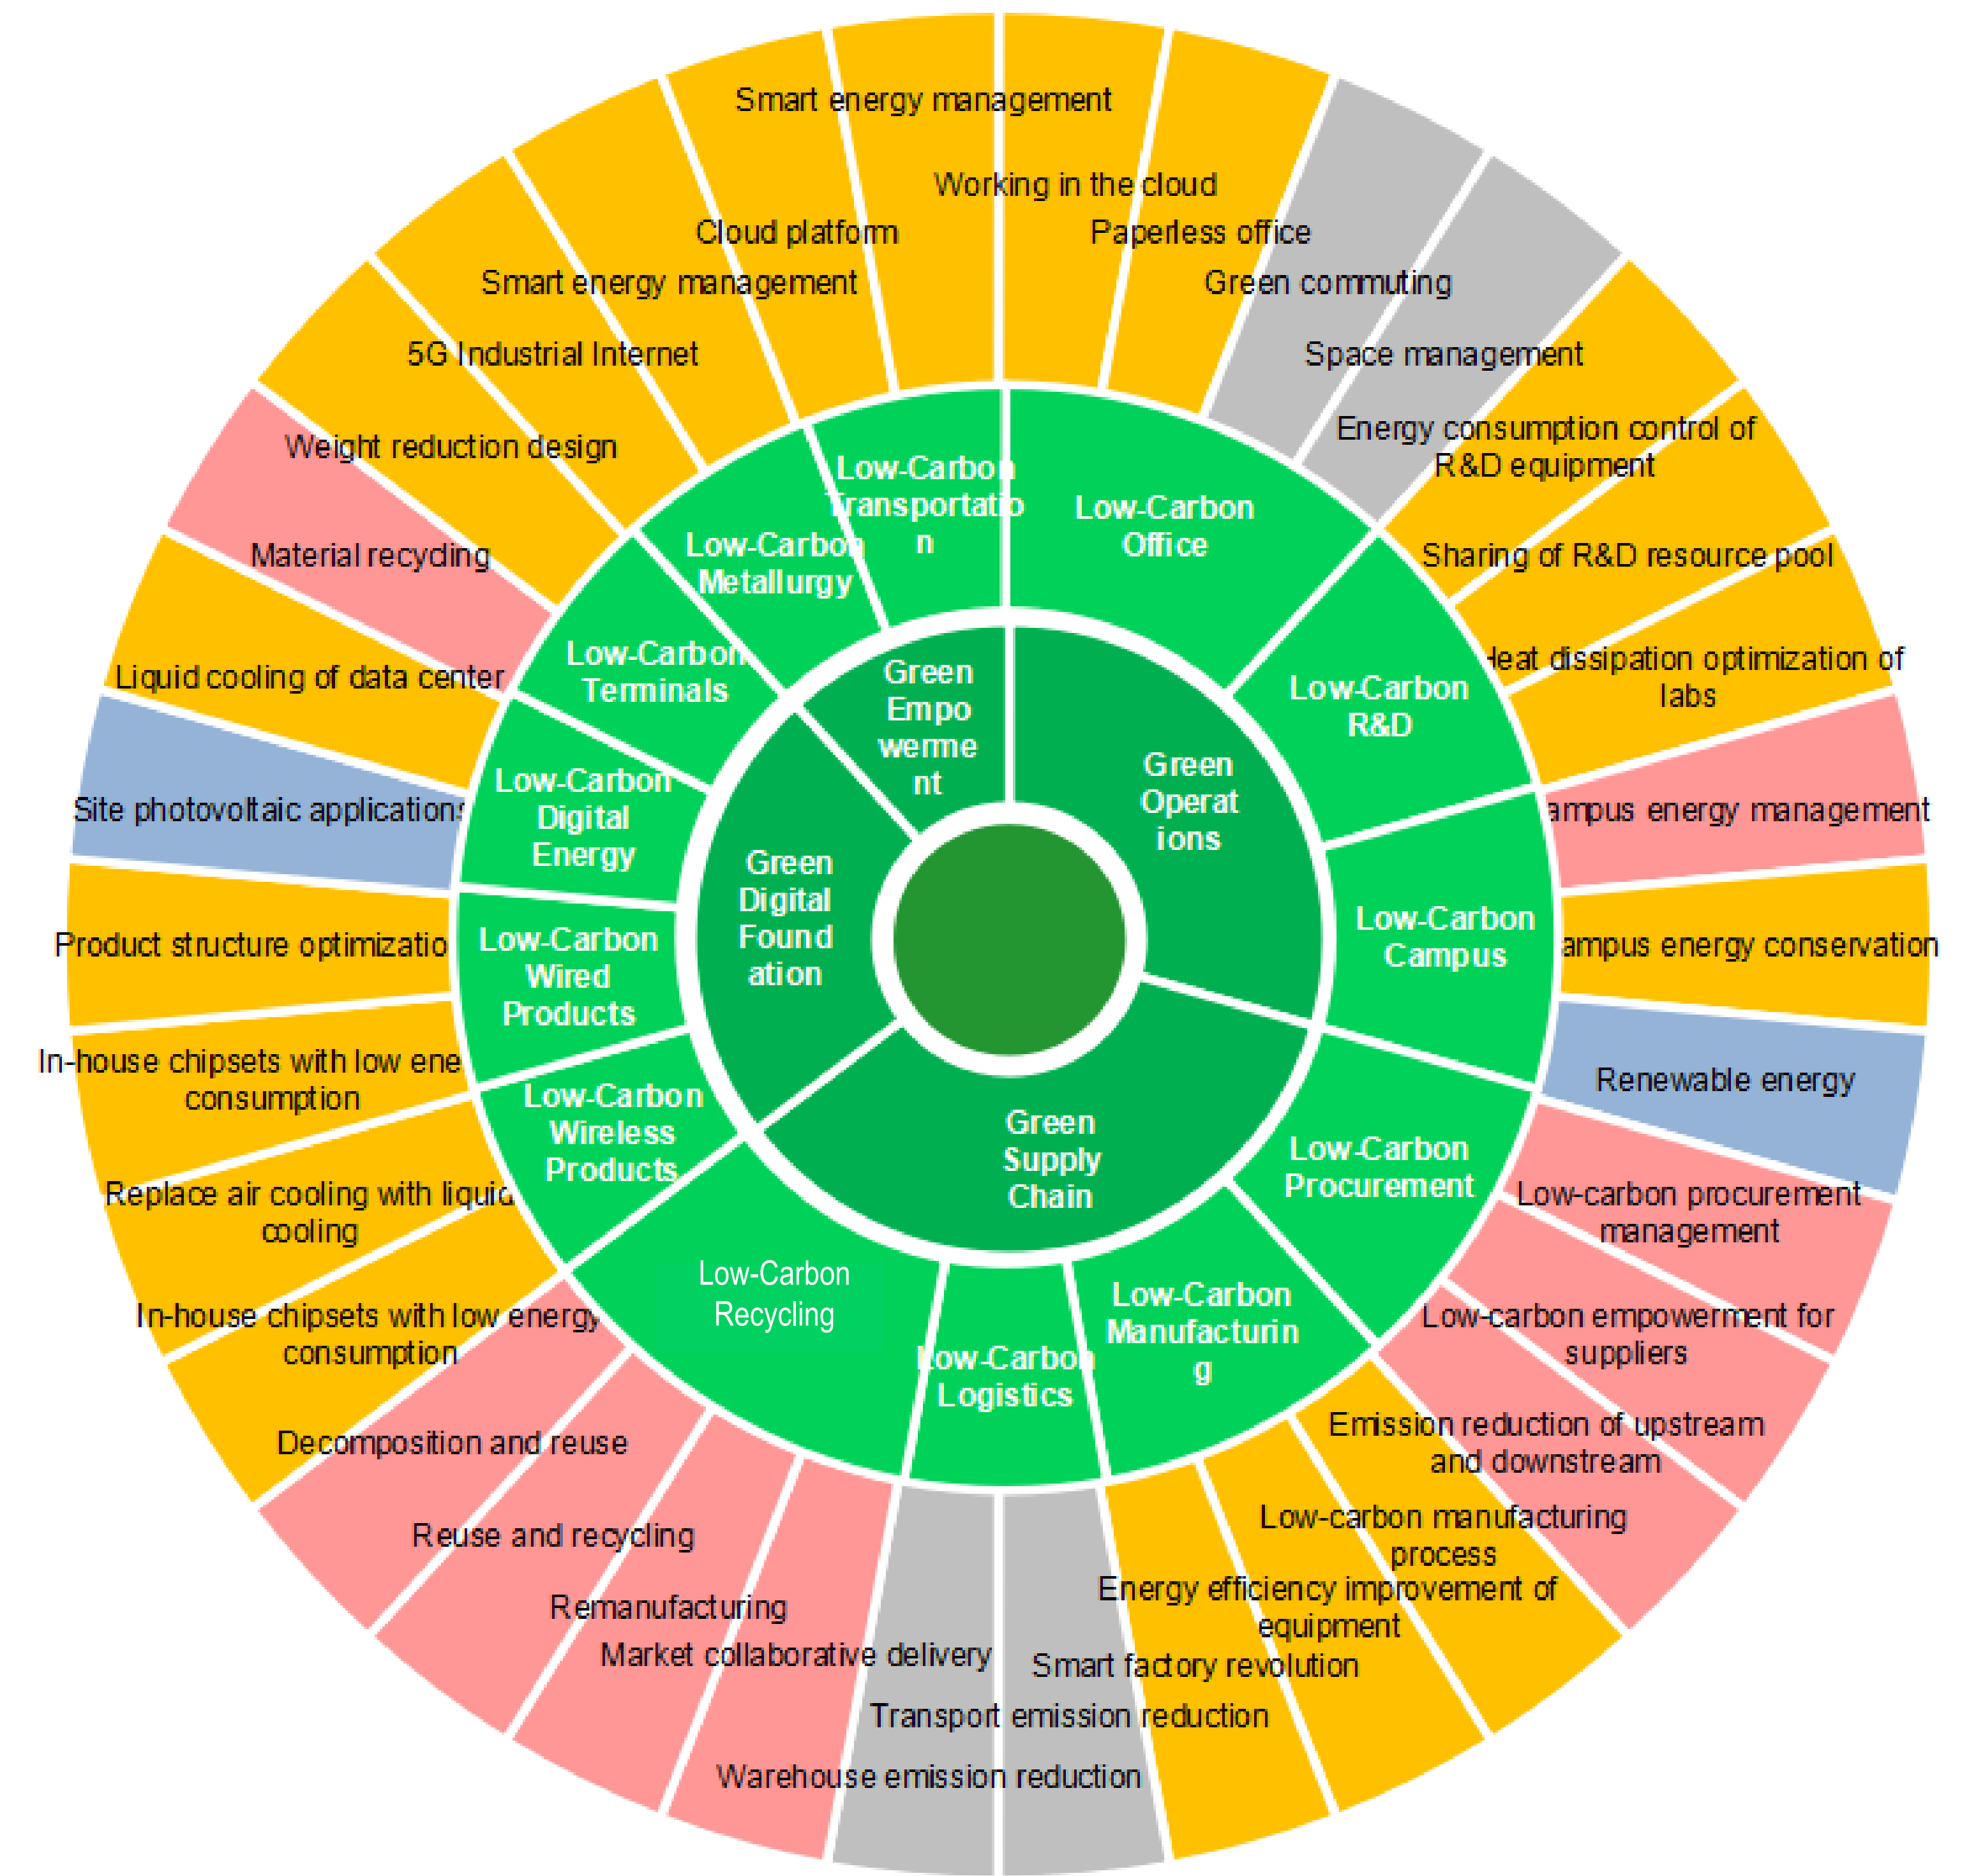 Smart energy management
Working in the cloud
Cloud platform
Paperless office
Smart energy management
Green commuting
5G Industrial Internet
Space management
Weight reduction design
Energy consumption control of
R&D equipment
Material recycling
Sharing of R&D resource pool
Liquid cooling of data center
Heat dissipation optimization of
labs
Site photovoltaic applications
ampus energy management
Product structure optimizatio
ampus energy conservation
In-house chipsets with low ene
consumption
Renewable energy
Replace air cooling with liquid
cooling
Low-carbon procurement
management
In-house chipsets with low energy
consumption
Low-carbon empowerment for
suppliers
Decomposition and reuse
Emission reduction of upstream
and downstream
Reuse and recycling
Low-carbon manufacturing
process
Remanufacturing
Energy efficiency improvement of
equipment
Market collaborative delivery
Smart factory revolution
Transport emission reduction
Warehouse emission reduction
Low-Carbon
Transportatio
n
Low-Carbon
Office
Low-Carbon
Metallurgy
Low-Carbon
R&D
Low-Carbon
Terminals
Low-Carbon
Digital
Energy
Low-Carbon
Campus
Low-Carbon
Wired
Products
Low-Carbon
Procurement
Low-Carbon
Wireless
Products
Low-Carbon
Manufacturin
g
Low-Carbon
Recycling
Low-Carbon
Logistics
Green
Empo
werme
nt
Green
Operat
ions
Green
Digital
Found
ation
Green
Supply
Chain